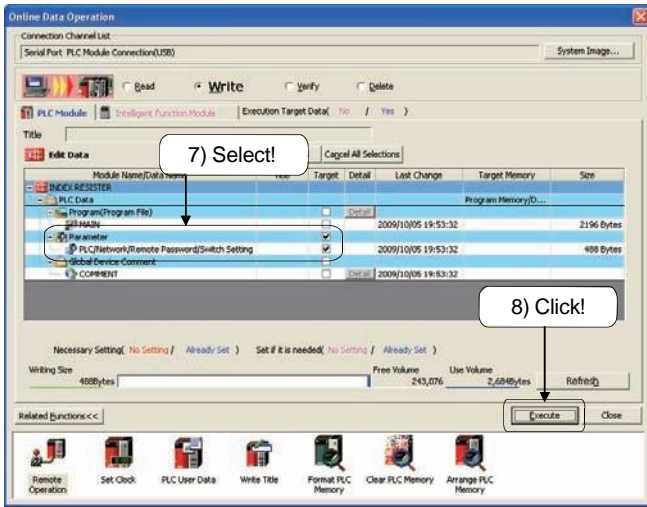 Online Data Operation
Connection Channel List
Serial Port PLC Module Connection(USB)
System Image...
Read Write Verify Delete
PLC Module Intelligent Function Module Execution Target Data( No / Yes )
Title
Edit Data
7) Select!
Cancel All Selections
Module Name/Data Name Title Target Detail Last Change Target Memory Size
INDEX RESISTER
PLC Data Program Memory/D...
Program(Program File) Detail
MAIN 2009/10/05 19:53:32 2196 Bytes
Parameter
PLC/Network/Remote Password/Switch Setting 2009/10/05 19:53:32 488 Bytes
Global Device Comment
COMMENT Detail 2009/10/05 19:53:32
8) Click!
Necessary Setting( No Setting / Already Set ) Set if it is needed( No Setting / Already Set )
Writing Size Free Volume Use Volume
488Bytes 243,076 2,684Bytes Refresh
Related Functions<< Execute Close
Remote Operation
Set Clock
PLC User Data
Write Title
Format PLC Memory
Clear PLC Memory
Arrange PLC Memory